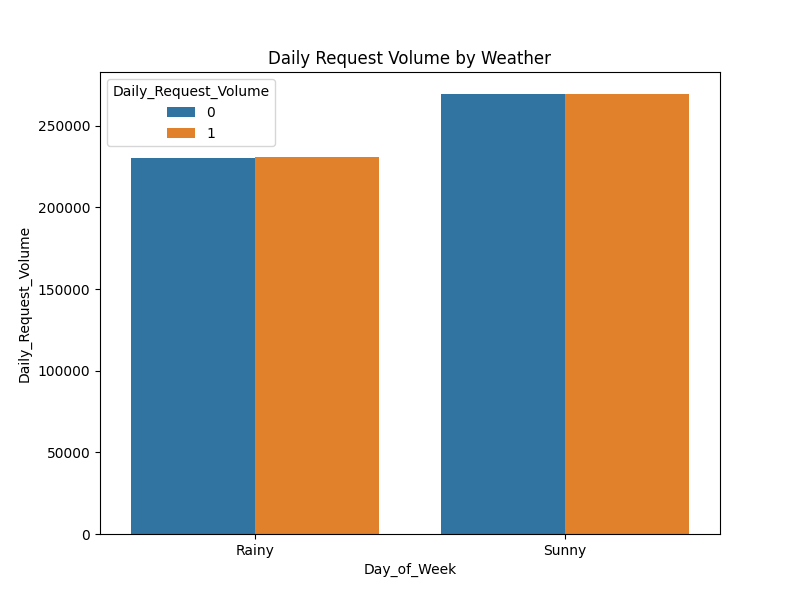 Daily Request Volume by Weather
Daily_Request_Volume
0
1
250000
200000
150000
100000
50000
0
Daily_Request_Volume
Rainy
Sunny
Day_of_Week